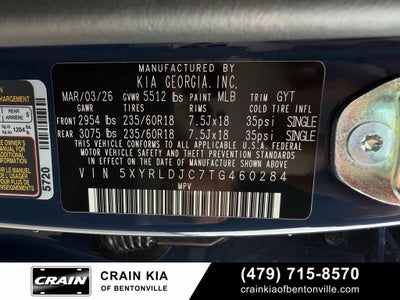 MANUFACTURED BY
KIA GEORGIA, INC.
MAR/03/26 GVWR 5512 lbs PAINT MLB TRIM GYT
GAWR TIRES RIMS COLD TIRE INFL
FRONT 2954 lbs 235/60R18 7.5Jx18 35psi SINGLE
REAR 3075 lbs 235/60R18 7.5Jx18 35psi SINGLE
THIS VEHICLE CONFORMS TO ALL APPLICABLE U.S.A. FEDERAL
MOTOR VEHICLE SAFETY AND THEFT PREVENTION STANDARDS
IN EFFECT ON THE DATE OF MANUFACTURE SHOWN ABOVE
VIN 5XYRLDJC7TG460284
MPV
REAR
ARRIÈRE
5720
CRAIN
CRAIN KIA
OF BENTONVILLE
(479) 715-8570
crainkiaofbentonville.com